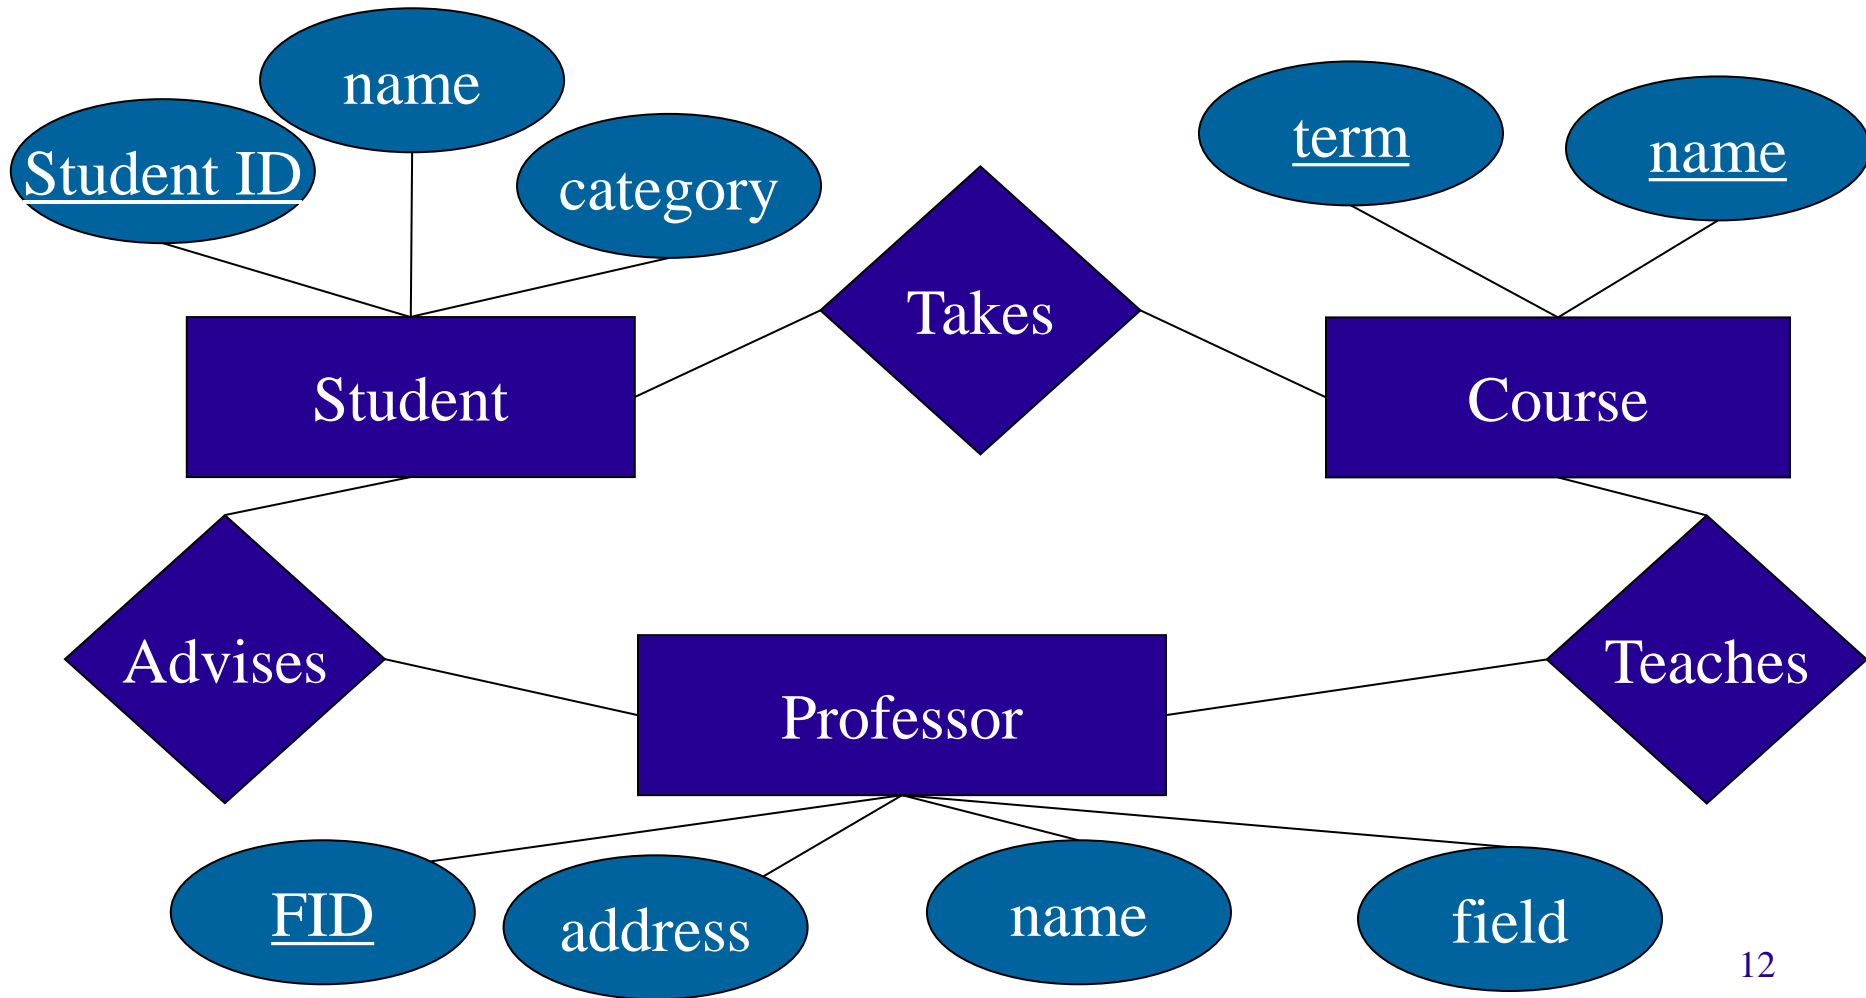 name
Student ID
category
term
name
Takes
Student
Course
Advises
Teaches
Professor
FID
address
name
field
12